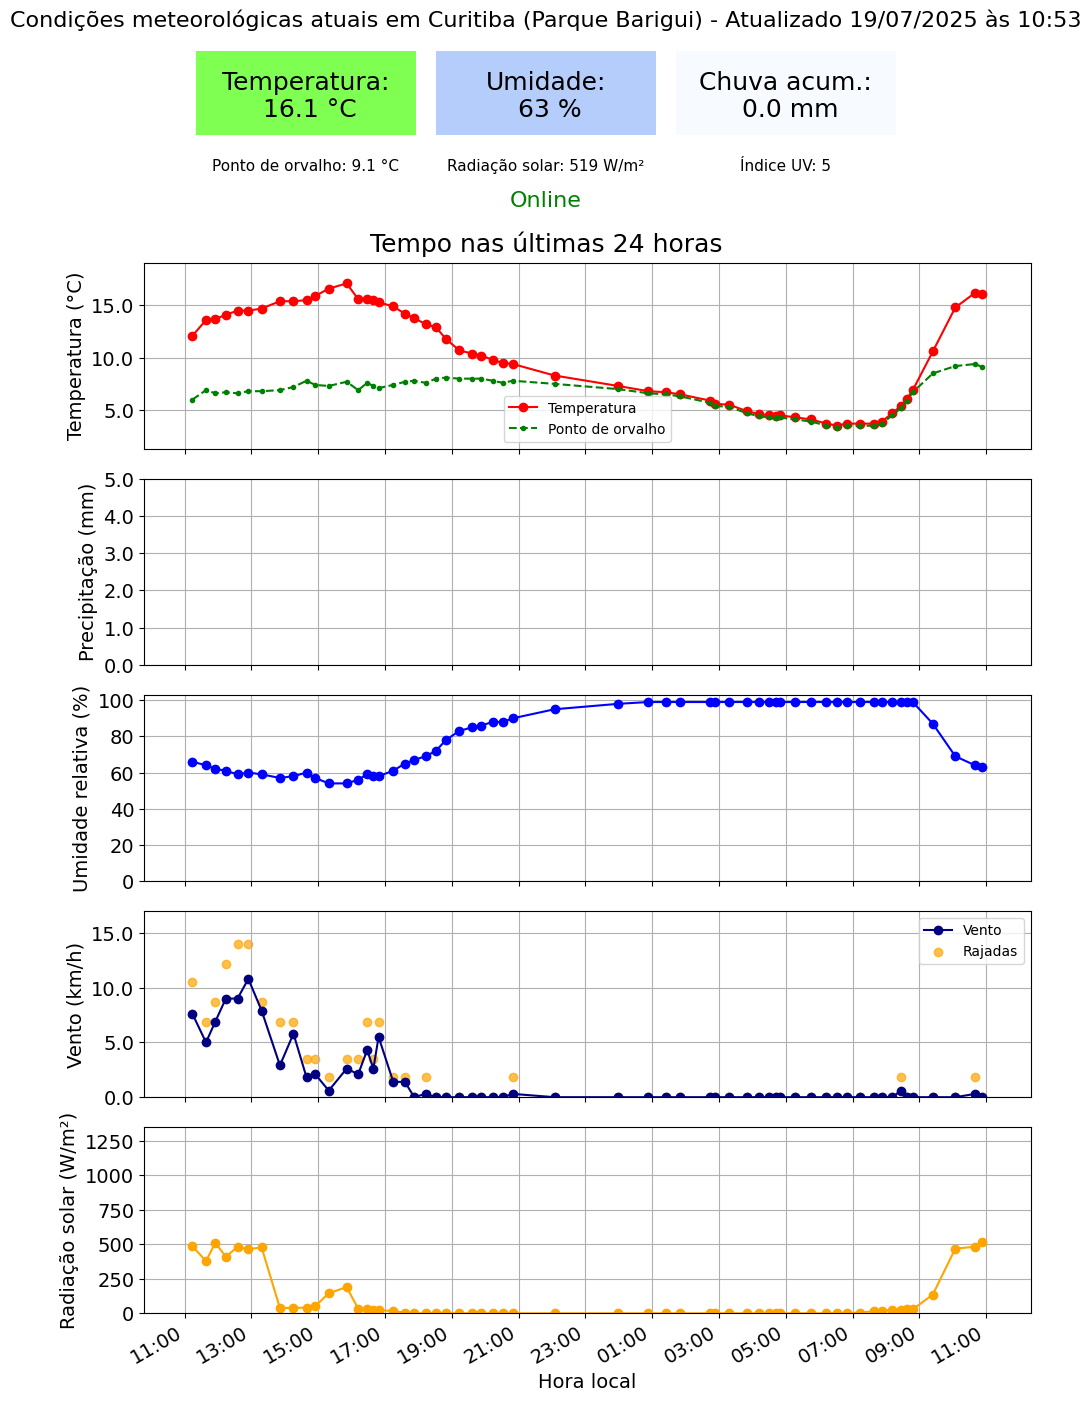 Condições meteorológicas atuais em Curitiba (Parque Barigui) - Atualizado 19/07/2025 às 10:53
Temperatura:
16.1 °C
Umidade:
63 %
Chuva acum.:
0.0 mm
Ponto de orvalho: 9.1 °C
Radiação solar: 519 W/m²
Índice UV: 5
Online
Tempo nas últimas 24 horas
Temperatura (°C)
15.0
10.0
5.0
Temperatura
Ponto de orvalho
Precipitação (mm)
5.0
4.0
3.0
2.0
1.0
0.0
Umidade relativa (%)
100
80
60
40
20
0
Vento (km/h)
15.0
10.0
5.0
0.0
Vento
Rajadas
Radiação solar (W/m²)
1250
1000
750
500
250
0
11:00
13:00
15:00
17:00
19:00
21:00
23:00
01:00
03:00
05:00
07:00
09:00
11:00
Hora local